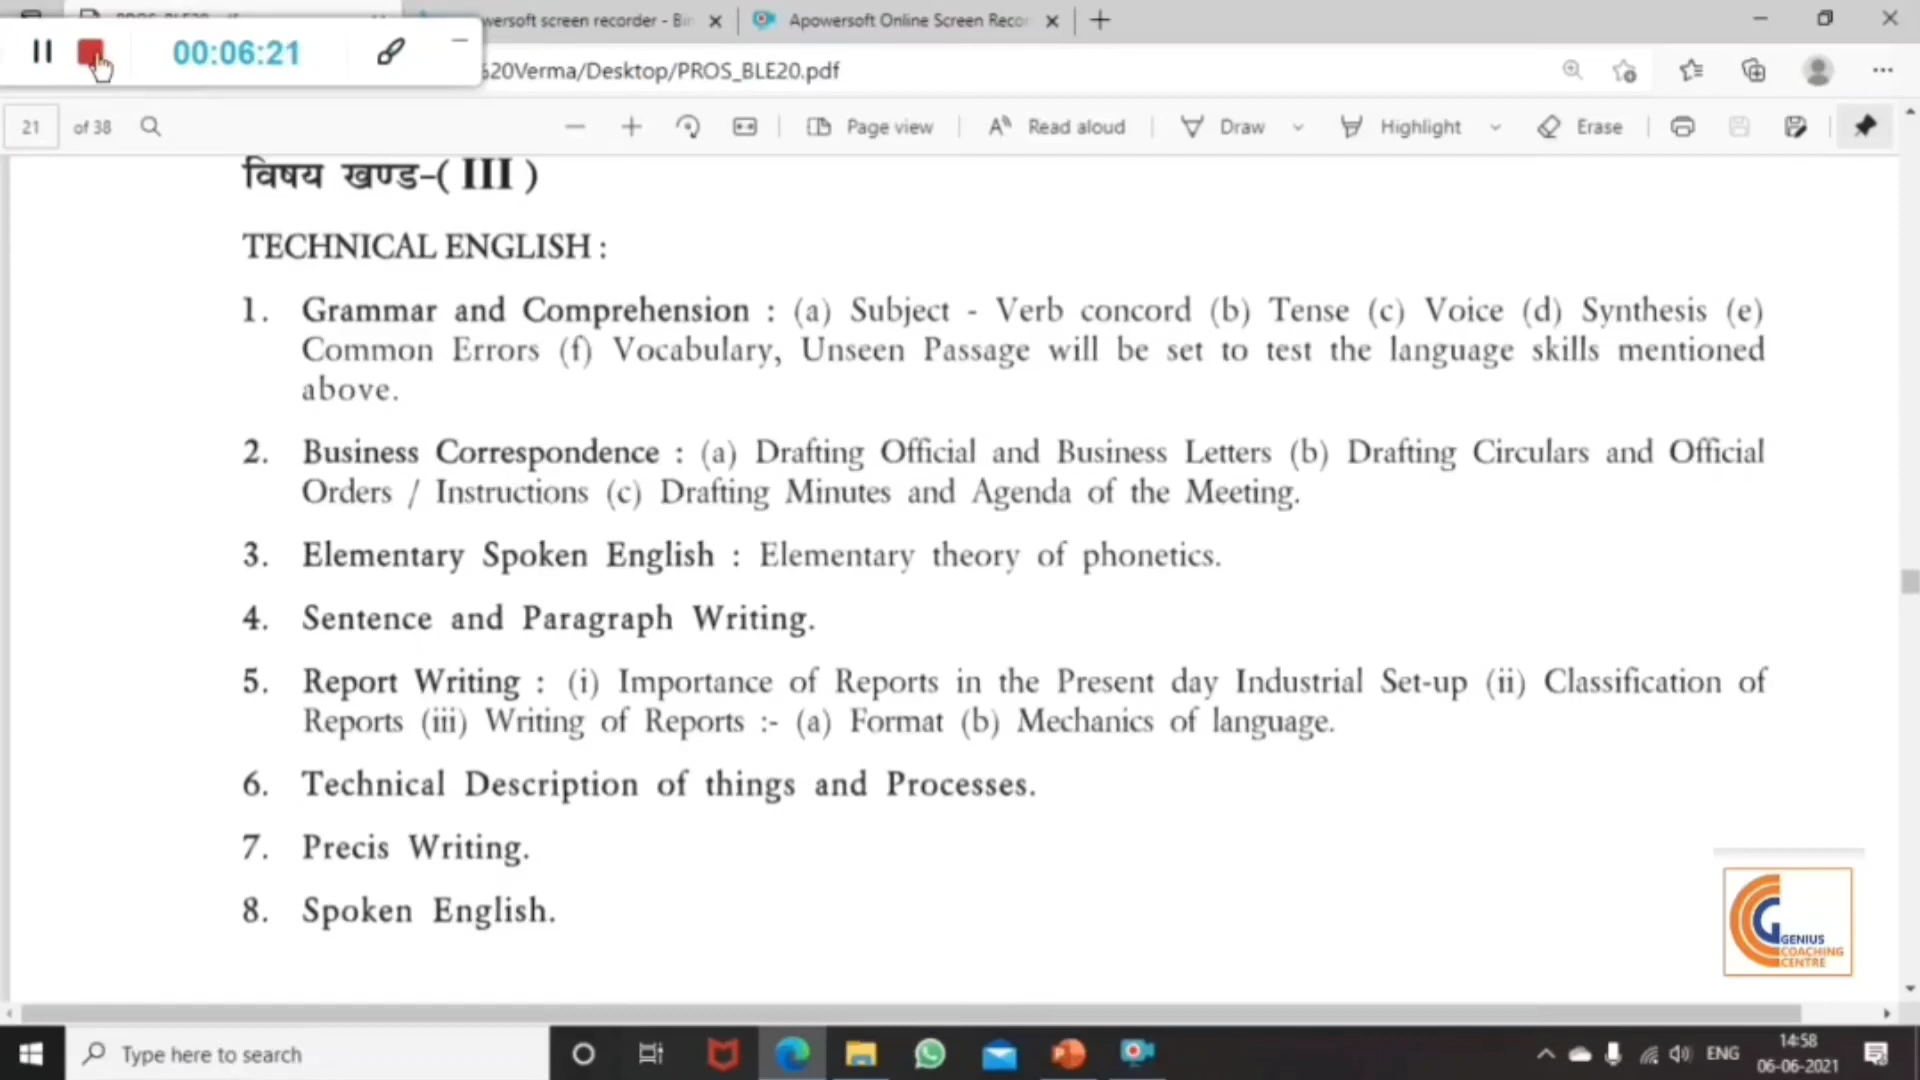 wersoft screen recorder - Bin
Apowersoft Online Screen Reco
00:06:21
%20Verma/Desktop/PROS_BLE20.pdf
21 of 38
Page view
Read aloud
Draw
Highlight
Erase
विषय खण्ड-( III )
TECHNICAL ENGLISH :
1. Grammar and Comprehension : (a) Subject - Verb concord (b) Tense (c) Voice (d) Synthesis (e)
Common Errors (f) Vocabulary, Unseen Passage will be set to test the language skills mentioned
above.
2. Business Correspondence : (a) Drafting Official and Business Letters (b) Drafting Circulars and Official
Orders / Instructions (c) Drafting Minutes and Agenda of the Meeting.
3. Elementary Spoken English : Elementary theory of phonetics.
4. Sentence and Paragraph Writing.
5. Report Writing : (i) Importance of Reports in the Present day Industrial Set-up (ii) Classification of
Reports (iii) Writing of Reports :- (a) Format (b) Mechanics of language.
6. Technical Description of things and Processes.
7. Precis Writing.
8. Spoken English.
GENIUS
COACHING
CENTRE
Type here to search
ENG
14:58
06-06-2021